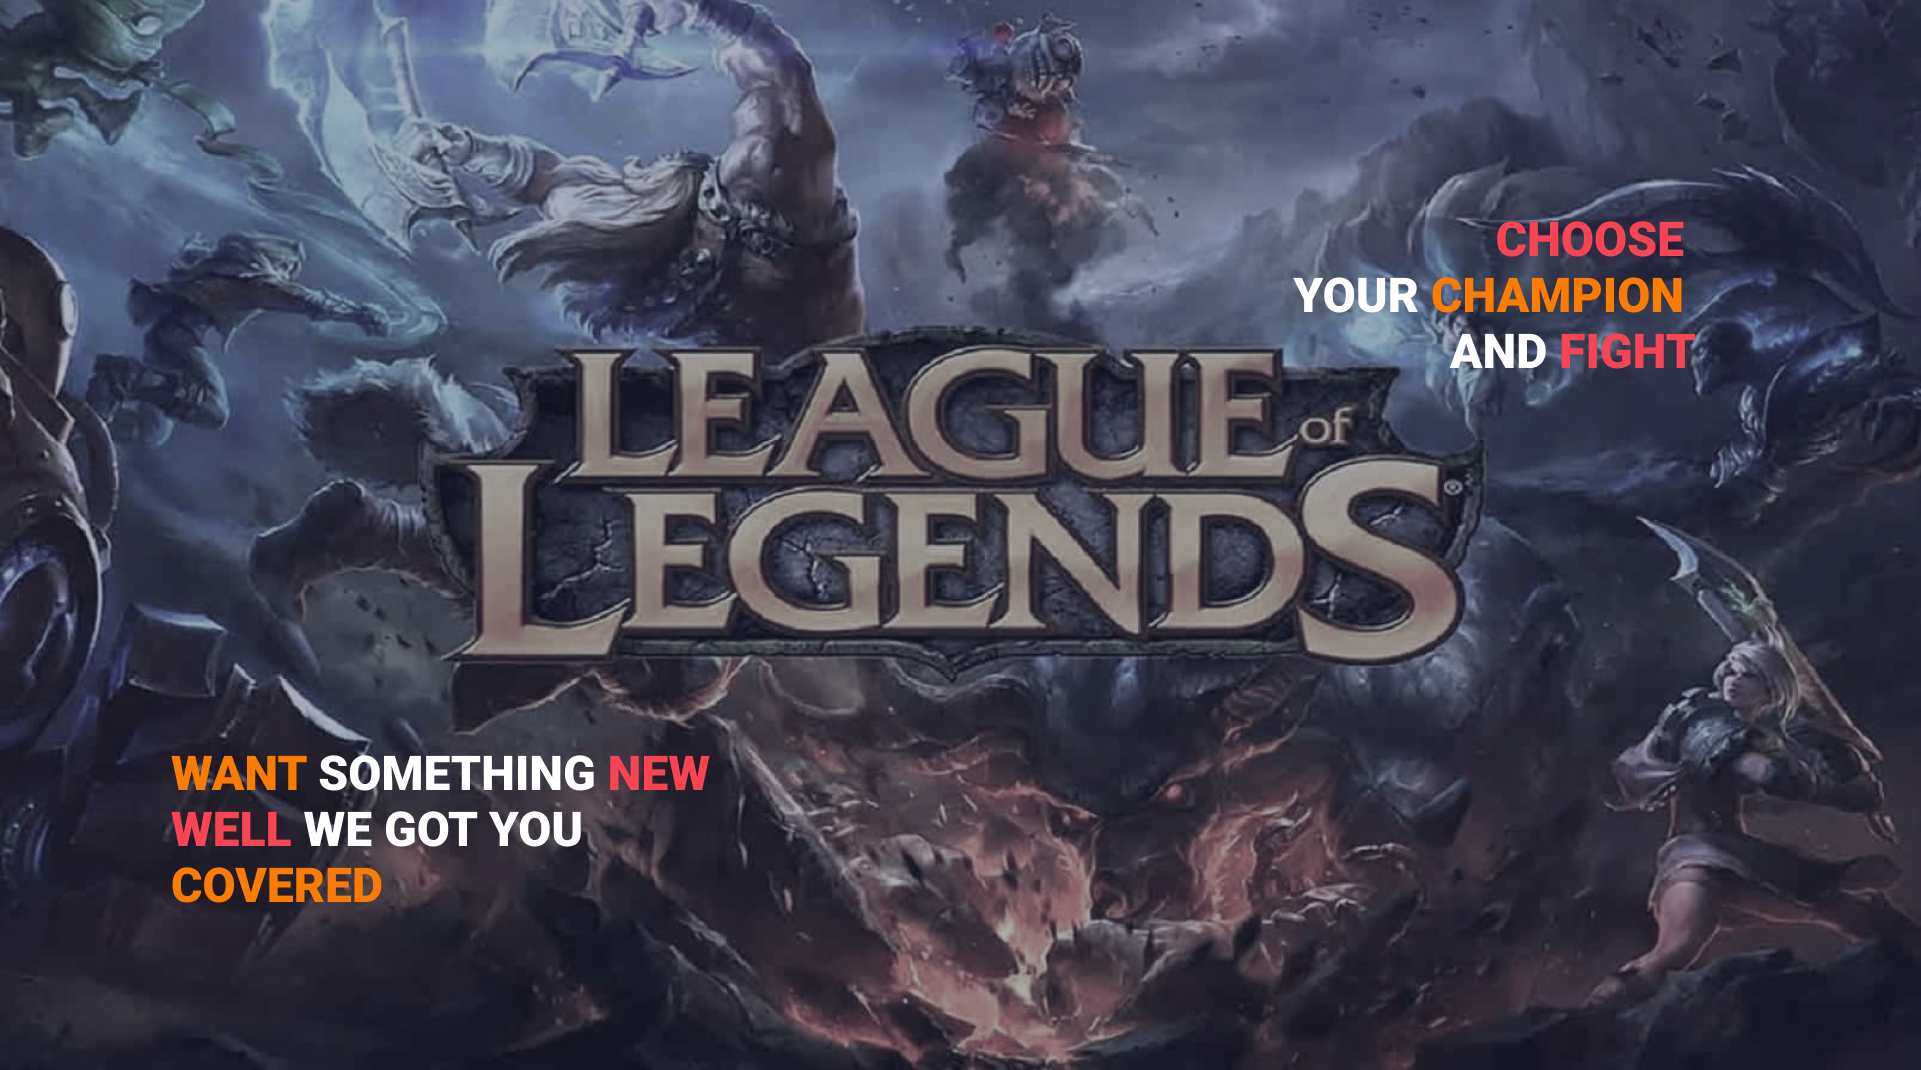 CHOOSE
YOUR CHAMPION
AND FIGHT
LEAGUE of
LEGENDS®
WANT SOMETHING NEW
WELL WE GOT YOU
COVERED